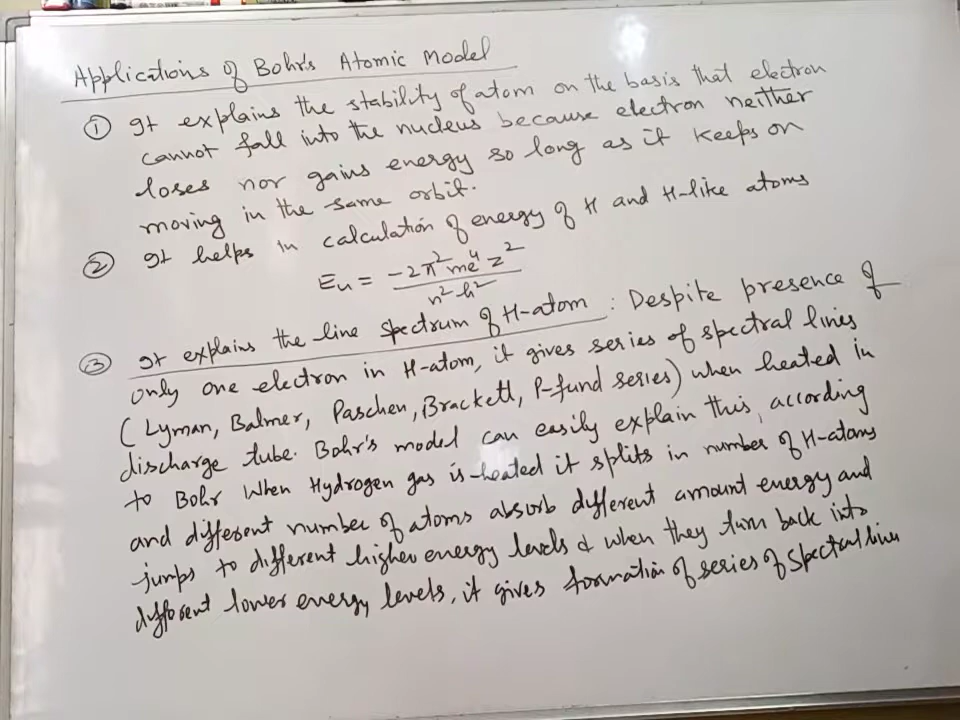 Applications of Bohr's Atomic Model
① It explains the stability of atom on the basis that electron
cannot fall into the nucleus because electron neither
loses nor gains energy so long as it keeps on
moving in the same orbit.
② It helps in calculation of energy of H and H-like atoms
En = -2π²me⁴z² / n²h²
③ It explains the line spectrum of H-atom : Despite presence of
only one electron in H-atom, it gives series of spectral lines
(Lyman, Balmer, Paschen, Brackett, P-fund series) when heated in
discharge tube. Bohr's model can easily explain this, according
to Bohr when Hydrogen gas is heated it splits in number of H-atoms
and different number of atoms absorb different amount energy and
jumps to different higher energy levels & when they turn back into
different lower energy levels, it gives formation of series of spectral lines